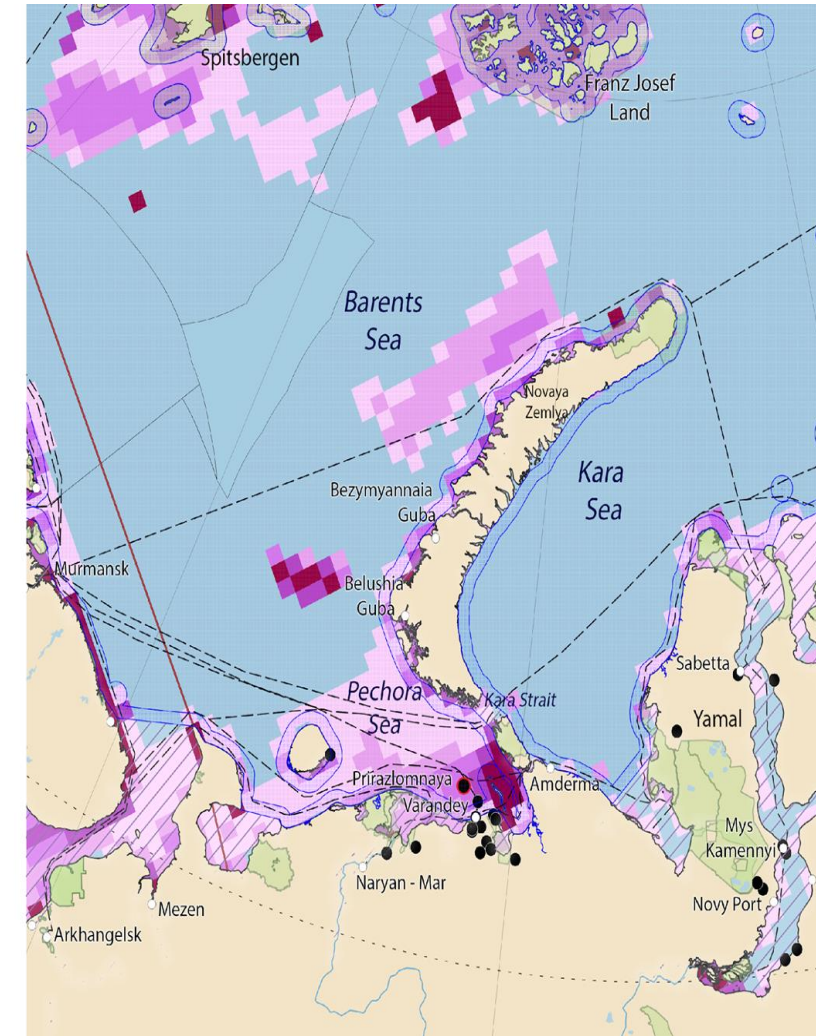 Spitsbergen
Franz Josef
Land
Barents
Sea
Novaya
Zemlya
Kara
Sea
Bezymyannaia
Guba
Murmansk
Belushia
Guba
Sabetta
Pechora
Sea
Kara Strait
Yamal
Prirazlomnaya
Amderma
Varandey
Mys
Kamennyi
Naryan - Mar
Novy Port
Mezen
Arkhangelsk